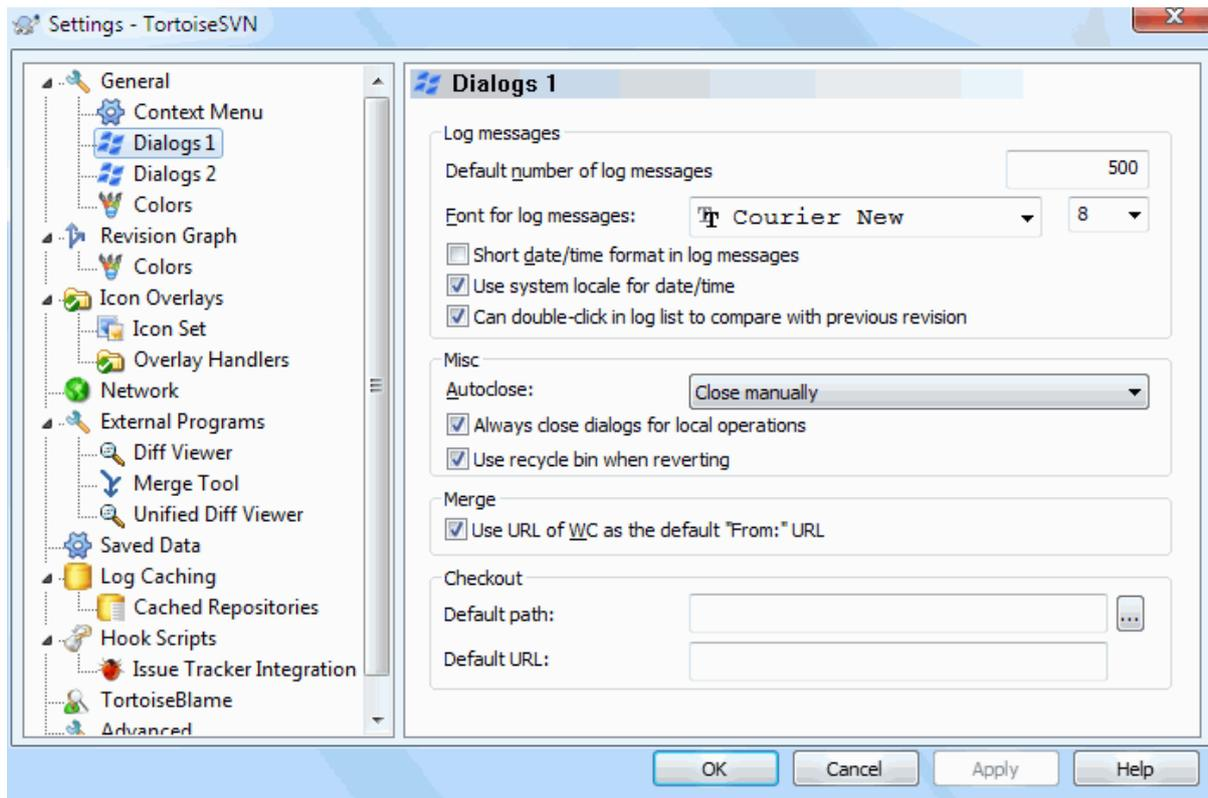 Settings - TortoiseSVN
General
Context Menu
Dialogs 1
Dialogs 2
Colors
Revision Graph
Colors
Icon Overlays
Icon Set
Overlay Handlers
Network
External Programs
Diff Viewer
Merge Tool
Unified Diff Viewer
Saved Data
Log Caching
Cached Repositories
Hook Scripts
Issue Tracker Integration
TortoiseBlame
Advanced
Dialogs 1
Log messages
Default number of log messages 500
Font for log messages: Courier New 8
Short date/time format in log messages
Use system locale for date/time
Can double-click in log list to compare with previous revision
Misc
Autoclose: Close manually
Always close dialogs for local operations
Use recycle bin when reverting
Merge
Use URL of WC as the default "From:" URL
Checkout
Default path: ...
Default URL:
OK Cancel Apply Help